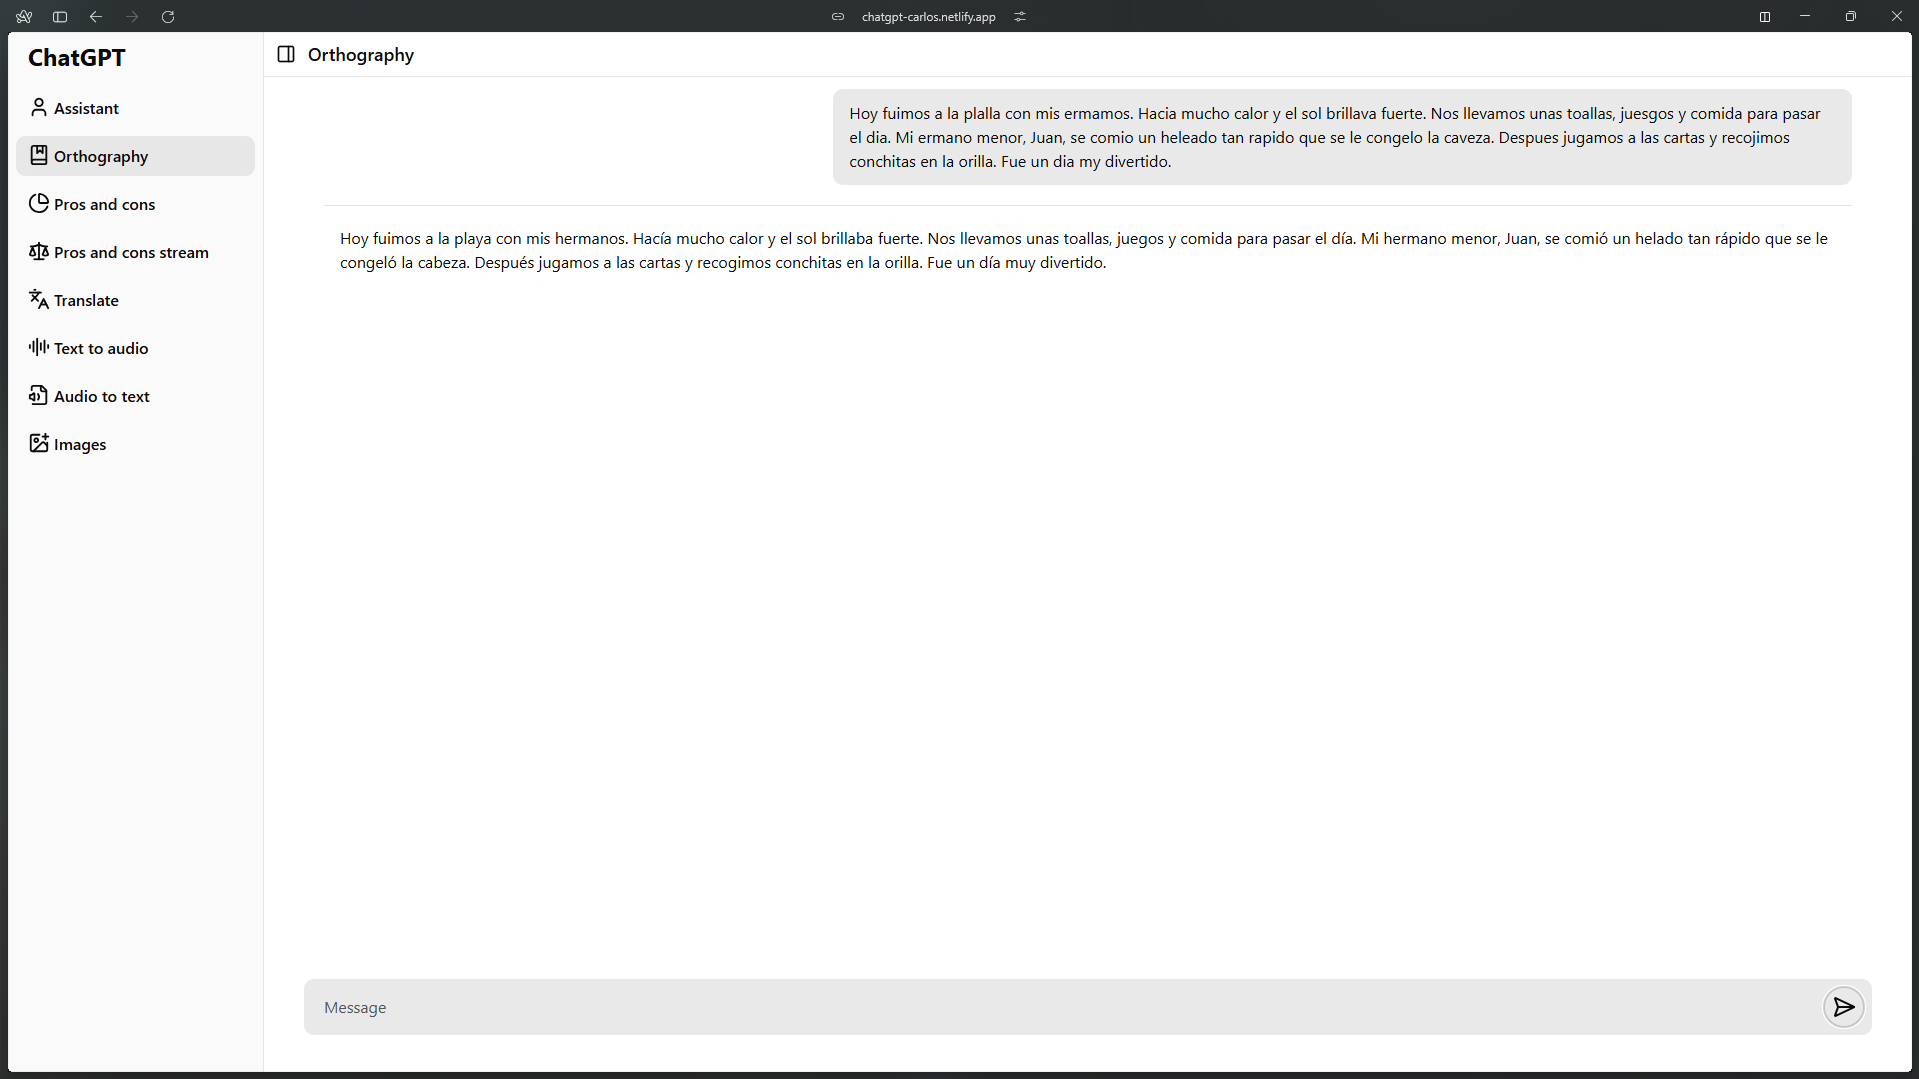 chatgpt-carlos.netlify.app
ChatGPT
Assistant
Orthography
Pros and cons
Pros and cons stream
Translate
Text to audio
Audio to text
Images
Orthography
Hoy fuimos a la plalla con mis ermamos. Hacia mucho calor y el sol brillava fuerte. Nos llevamos unas toallas, juesgos y comida para pasar
el dia. Mi ermano menor, Juan, se comio un heleado tan rapido que se le congelo la caveza. Despues jugamos a las cartas y recojimos
conchitas en la orilla. Fue un dia my divertido.
Hoy fuimos a la playa con mis hermanos. Hacía mucho calor y el sol brillaba fuerte. Nos llevamos unas toallas, juegos y comida para pasar el día. Mi hermano menor, Juan, se comió un helado tan rápido que se le
congeló la cabeza. Después jugamos a las cartas y recogimos conchitas en la orilla. Fue un día muy divertido.
Message